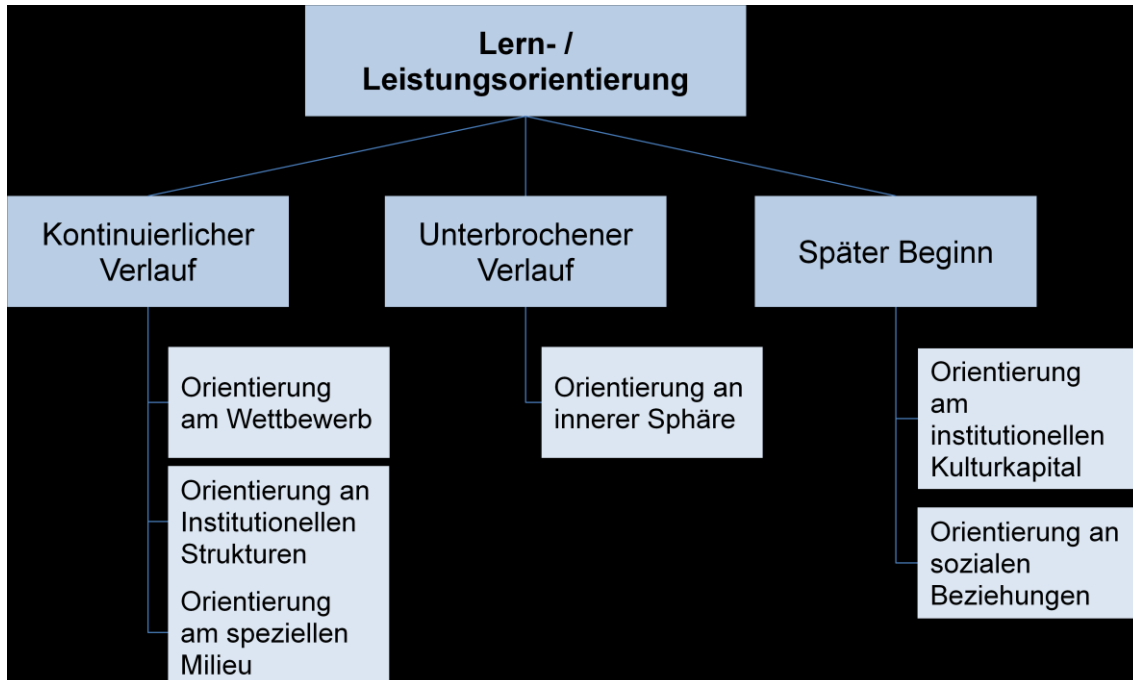 Lern- /
Leistungsorientierung
Kontinuierlicher
Verlauf
Unterbrochener
Verlauf
Später Beginn
Orientierung
am Wettbewerb
Orientierung an
Institutionellen
Strukturen
Orientierung
am speziellen
Milieu
Orientierung an
innerer Sphäre
Orientierung
am
institutionellen
Kulturkapital
Orientierung an
sozialen
Beziehungen